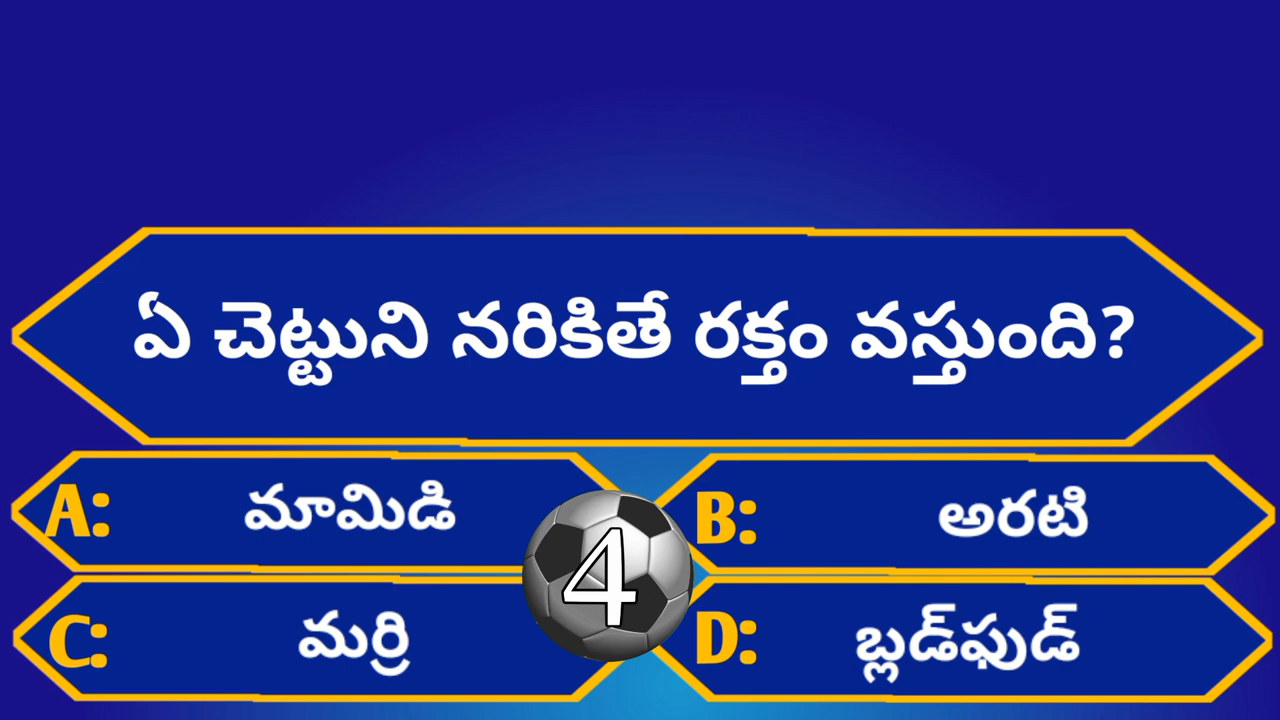 ఏ చెట్టుని నరికితే రక్తం వస్తుంది?
A: మామిడి
B: అరటి
4
C: మర్రి
D: బ్లడ్‌ఫుడ్